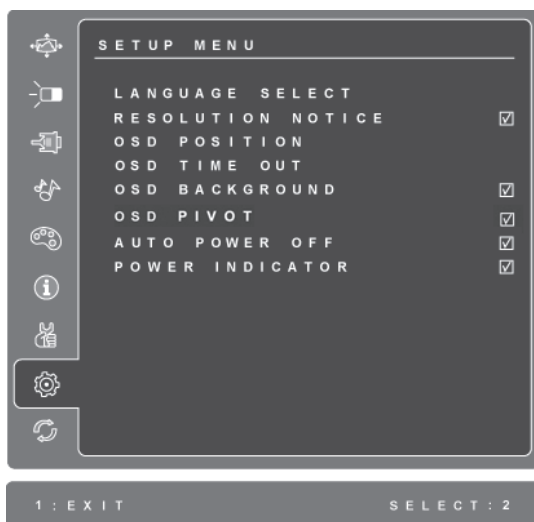 SETUP MENU
LANGUAGE SELECT
RESOLUTION NOTICE ☑
OSD POSITION
OSD TIME OUT
OSD BACKGROUND ☑
OSD PIVOT ☑
AUTO POWER OFF ☑
POWER INDICATOR ☑
1:EXIT SELECT:2